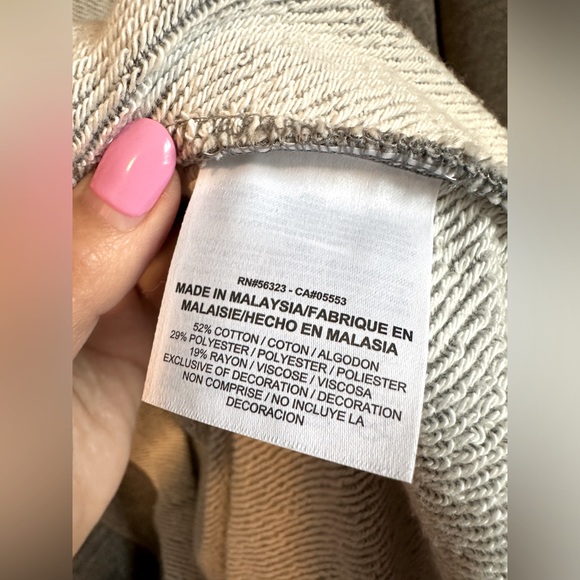 RN#56323 - CA#05553
MADE IN MALAYSIA/FABRIQUE EN
MALAISIE/HECHO EN MALASIA
52% COTTON / COTON / ALGODON
29% POLYESTER / POLYESTER / POLIESTER
19% RAYON / VISCOSE / VISCOSA
EXCLUSIVE OF DECORATION / DECORATION
NON COMPRISE / NO INCLUYE LA
DECORACION